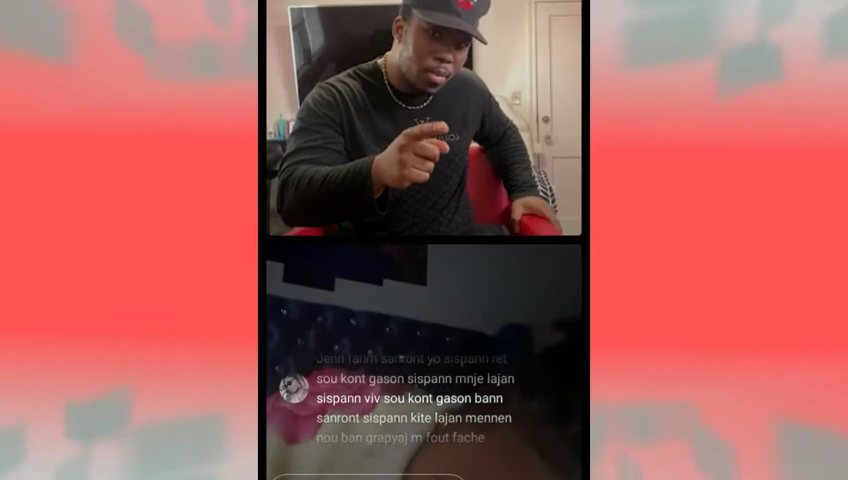 Jenn fanm sanront yo sispann ret
sou kont gason sispann mnje lajan
sispann viv sou kont gason bann
sanront sispann kite lajan mennen
nou ban grapyaj m fout fache